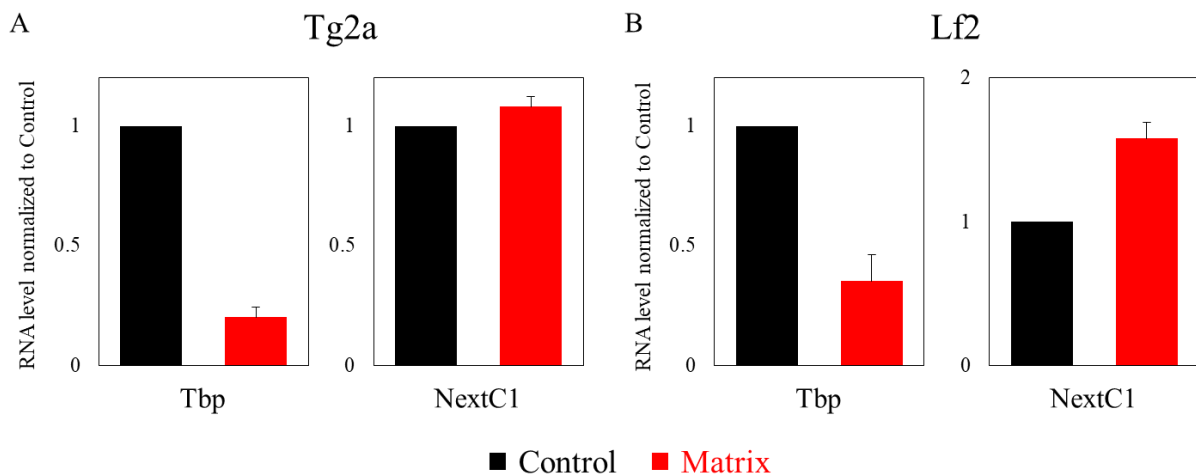 A
Tg2a
B
Lf2
RNA level normalized to Control
1
0.5
0
Tbp
1
0.5
0
NextC1
RNA level normalized to Control
1
0.5
0
Tbp
2
1
0
NextC1
Control Matrix